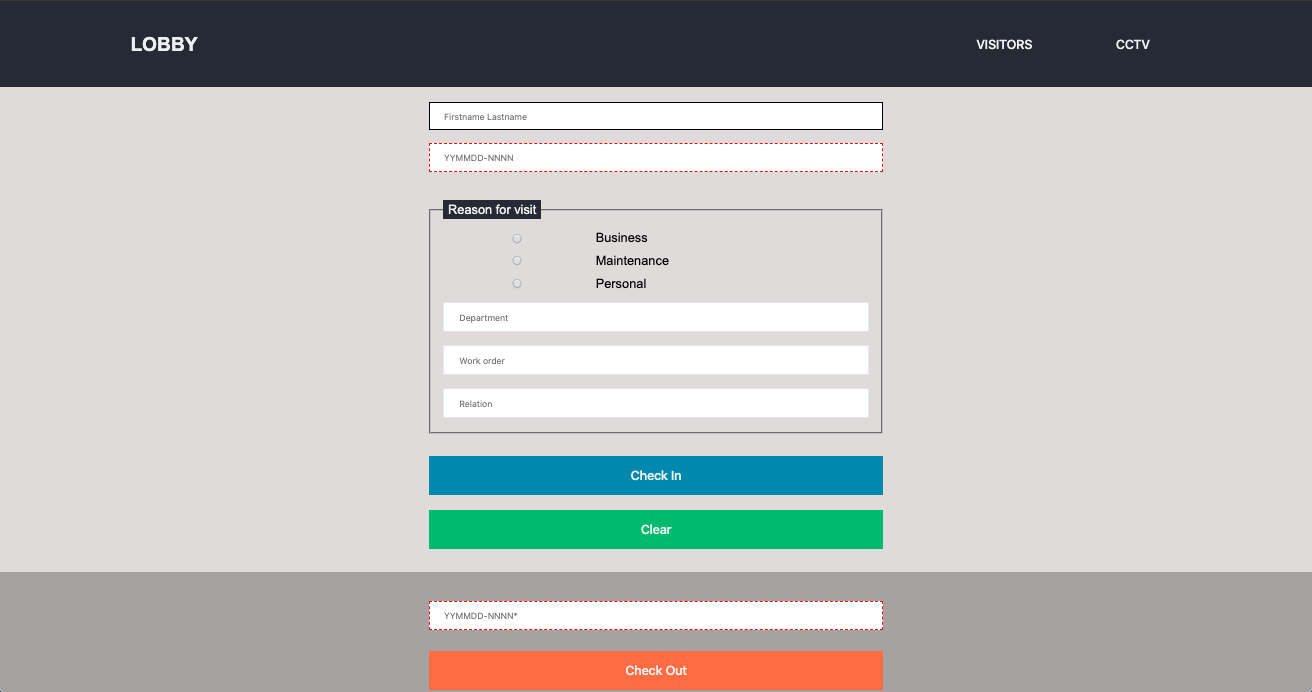 LOBBY
VISITORS
CCTV
Firstname Lastname
YYMMDD-NNNN
Reason for visit
Business
Maintenance
Personal
Department
Work order
Relation
Check In
Clear
YYMMDD-NNNN*
Check Out